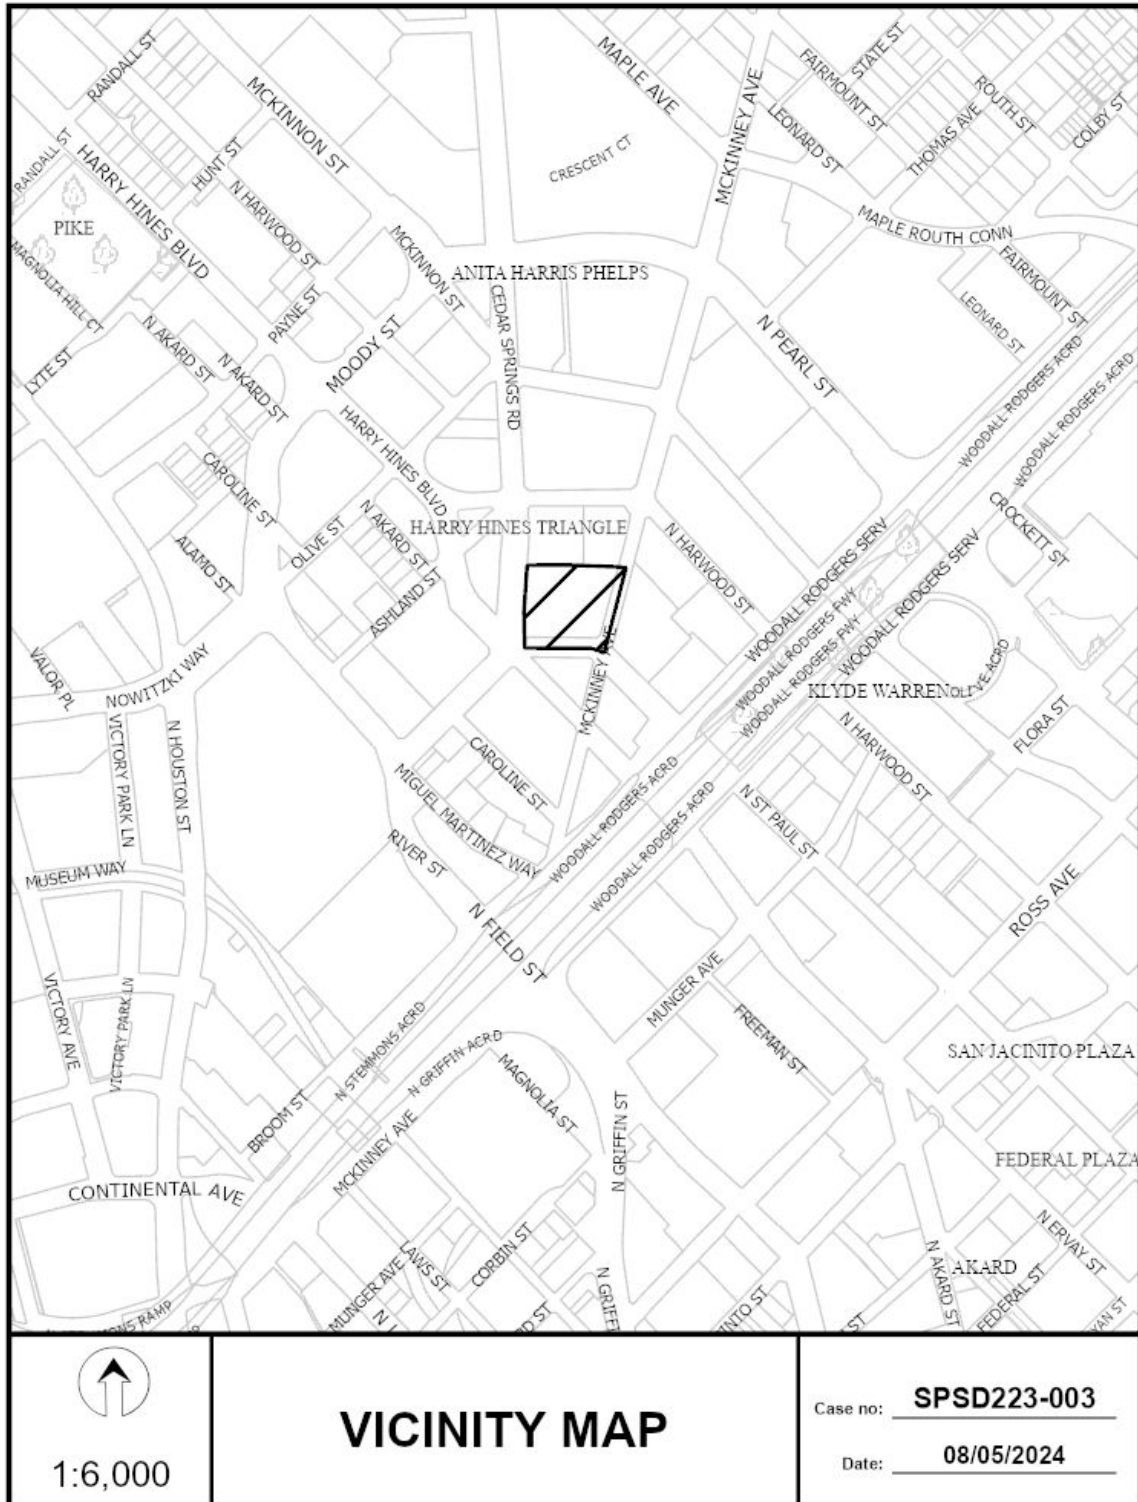 RANDALL ST
MCKINNON ST
MAPLE AVE
MCKINNEY AVE
FAIRMOUNT ST
STATE ST
ROUTH ST
COLBY ST
LEONARD ST
THOMAS AVE
CRESCENT CT
RANDALL ST
HARRY HINES BLVD
HUNT ST
N HARWOOD ST
PIKE
MAGNOLIA HILL CT
MCKINNON ST
MAPLE ROUTH CONN
FAIRMOUNT ST
ANITA HARRIS PHELPS
CEDAR SPRINGS RD
LEONARD ST
N PEARL ST
PAYNE ST
MOODY ST
N AKARD ST
N AKARD ST
LYTE ST
WOODALL RODGERS ACRD
WOODALL RODGERS ACRD
HARRY HINES BLVD
CAROLINE ST
N AKARD ST
HARRY HINES TRIANGLE
N HARWOOD ST
CROCKETT ST
OLIVE ST
ALAMO ST
ASHLAND ST
WOODALL RODGERS SERV
WOODALL RODGERS SERV
WOODALL RODGERS FWY
WOODALL RODGERS FWY
MCKINNEY AVE
VALOR PL
NOWITZKI WAY
KLYDE WARREN
OLIVE ACRD
VICTORY PARK LN
N HOUSTON ST
N HARWOOD ST
FLORA ST
CAROLINE ST
MIGUEL MARTINEZ WAY
WOODALL RODGERS ACRD
WOODALL RODGERS ACRD
N ST PAUL ST
RIVER ST
MUSEUM WAY
ROSS AVE
N FIELD ST
VICTORY AVE
VICTORY PARK LN
MUNGER AVE
FREEMAN ST
N STEMMONS ACRD
N GRIFFIN ACRD
MAGNOLIA ST
SAN JACINTO PLAZA
BROOM ST
MCKINNEY AVE
N GRIFFIN ST
FEDERAL PLAZA
CONTINENTAL AVE
N ERVAY ST
LAWS ST
CORBIN ST
MUNGER AVE
N AKARD ST
AKARD
FEDERAL ST
VICINITY MAP
1:6,000
Case no: SPSD223-003
Date: 08/05/2024